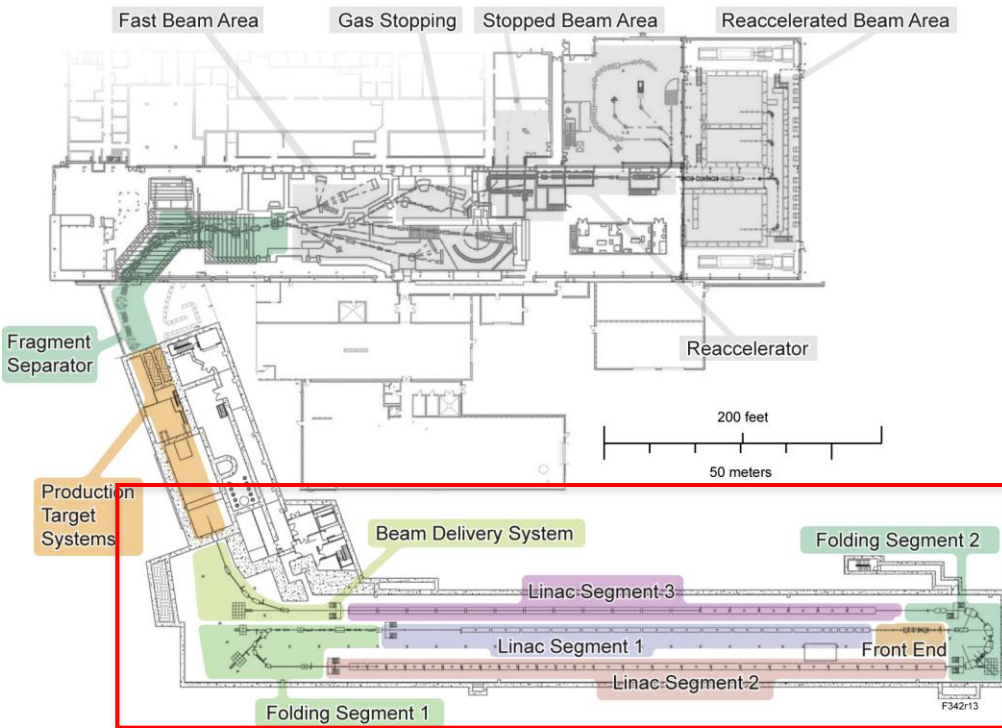 Fast Beam Area
Gas Stopping
Stopped Beam Area
Reaccelerated Beam Area
Fragment
Separator
Reaccelerator
200 feet
50 meters
Production
Target
Systems
Beam Delivery System
Folding Segment 2
Linac Segment 3
Linac Segment 1
Front End
Linac Segment 2
Folding Segment 1
F342r13